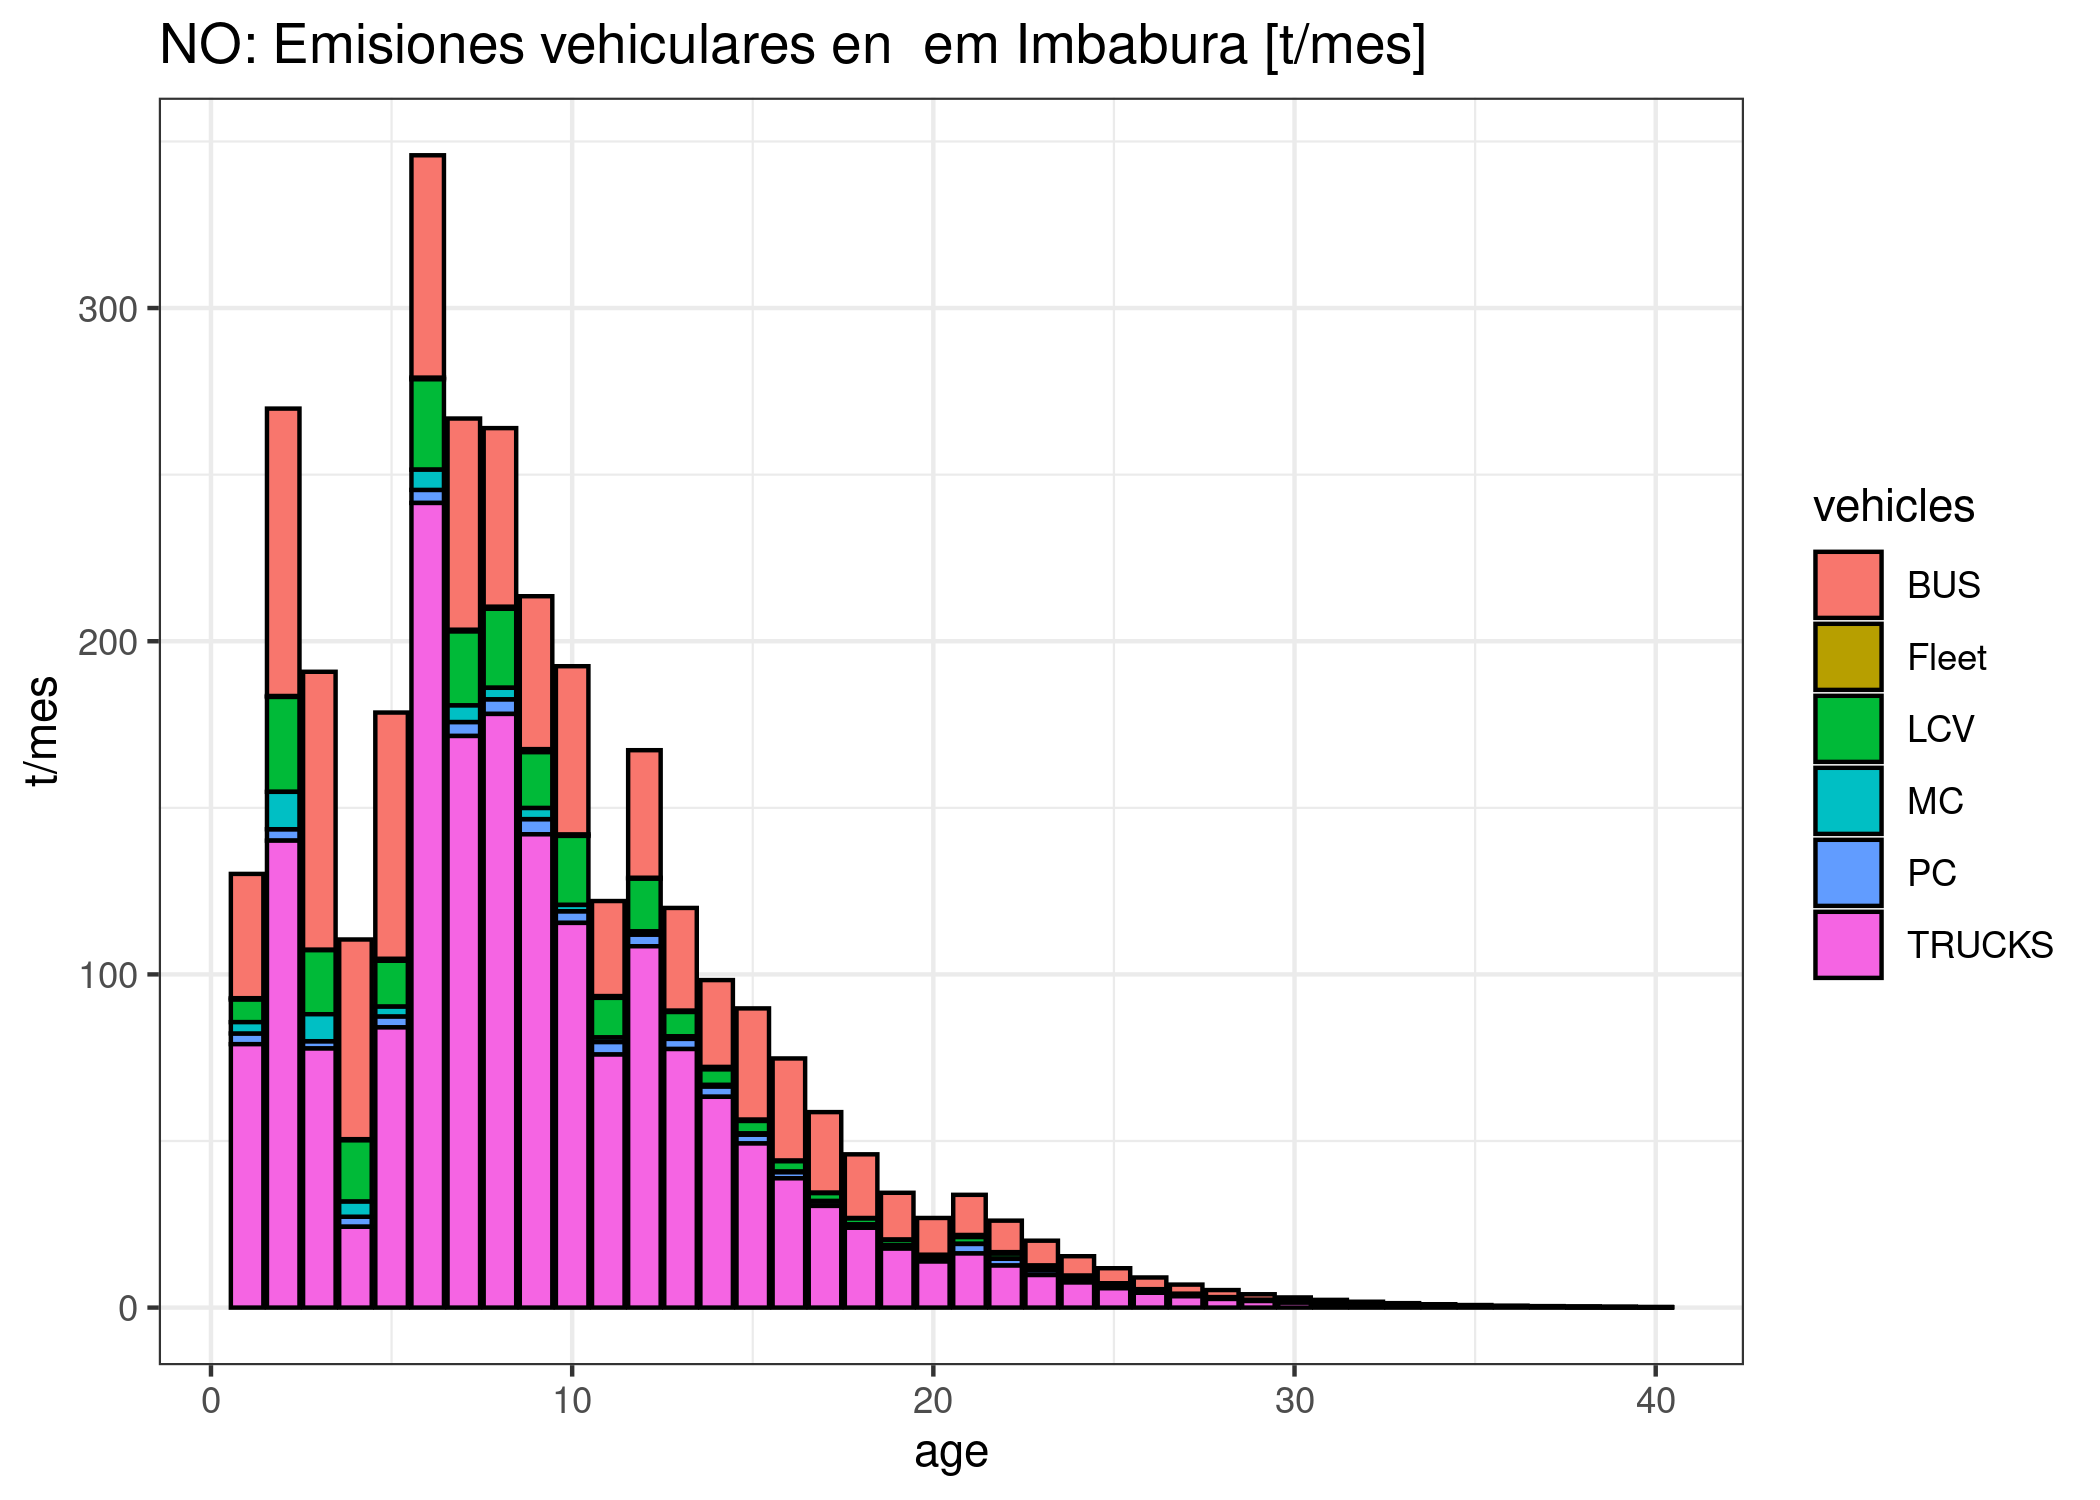 NO: Emisiones vehiculares en  em Imbabura [t/mes]
t/mes
300
200
100
0
0 10 20 30 40
age
vehicles
BUS
Fleet
LCV
MC
PC
TRUCKS